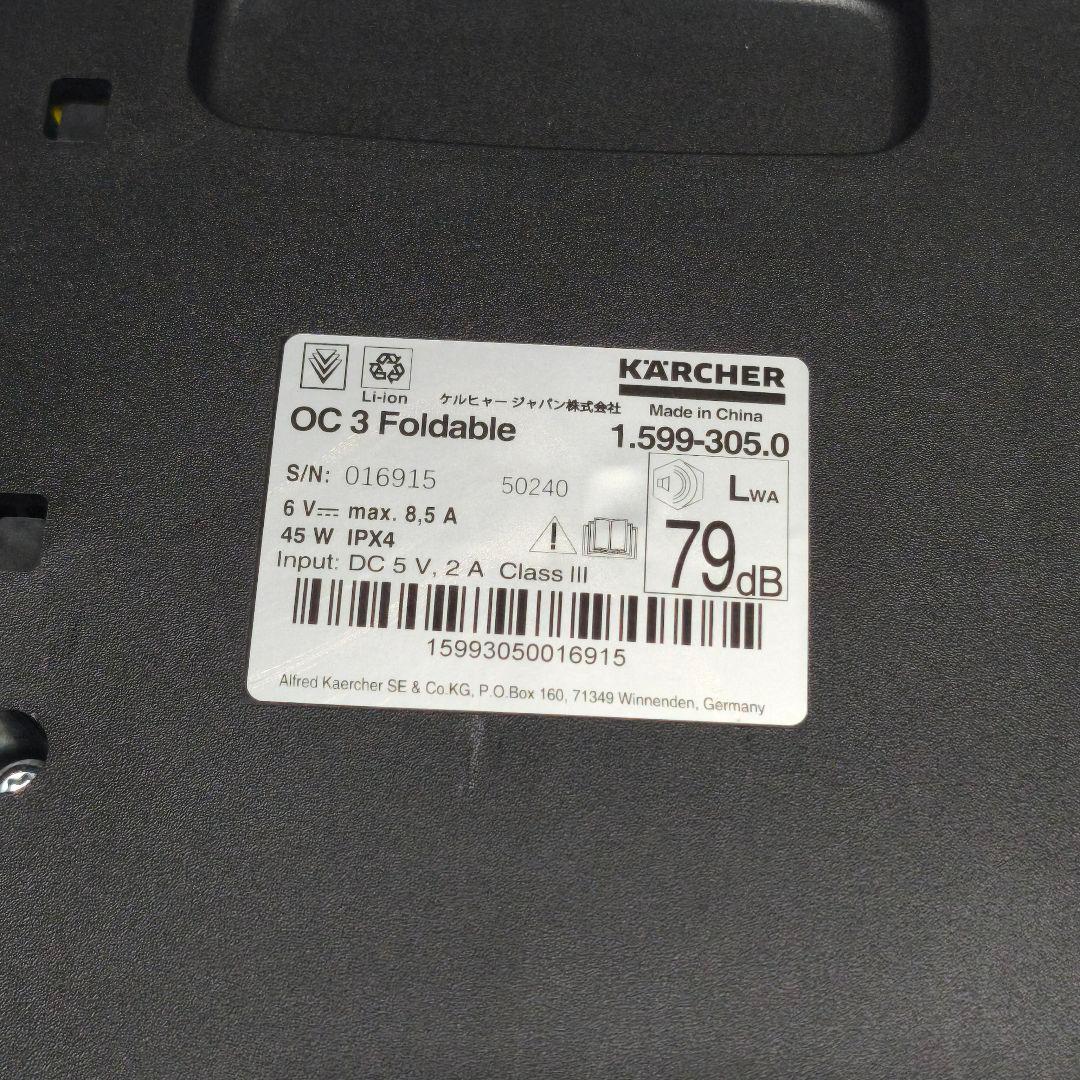 KÄRCHER
Li-ion
ケルヒャー ジャパン株式会社
Made in China
OC 3 Foldable
1.599-305.0
S/N: 016915 50240
6 V⎓ max. 8,5 A
45 W IPX4
Input: DC 5 V, 2 A Class III
LWA
79dB
15993050016915
Alfred Kaercher SE & Co.KG, P.O.Box 160, 71349 Winnenden, Germany